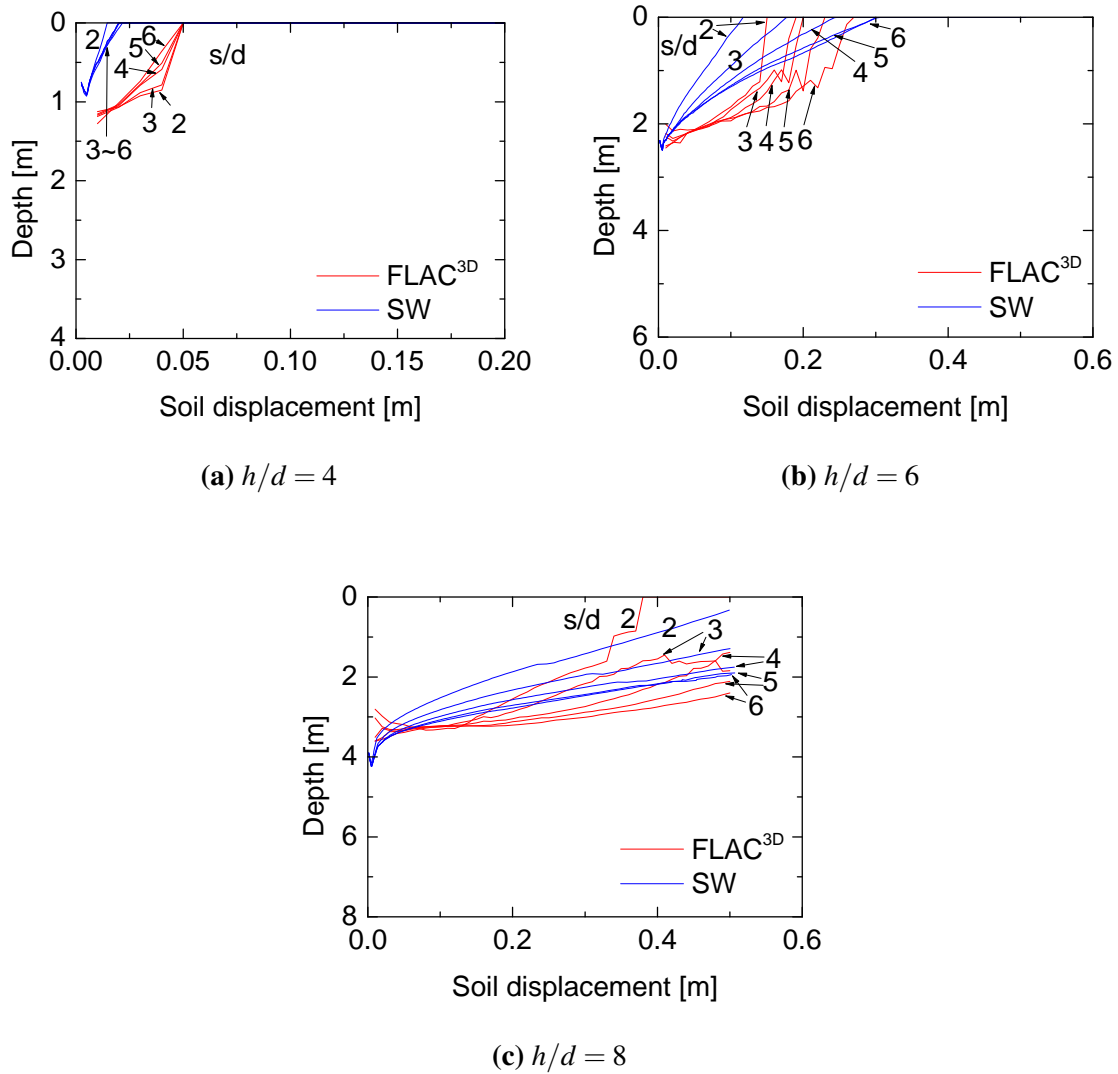 0
1
2
3
4
Depth [m]
2
6
5
4
s/d
3~6
3 2
FLAC3D
SW
0.00 0.05 0.10 0.15 0.20
Soil displacement [m]
(a) h/d = 4
0
2
4
6
Depth [m]
2
s/d
3
6
5
4
3 4 5 6
FLAC3D
SW
0.0 0.2 0.4 0.6
Soil displacement [m]
(b) h/d = 6
0
2
4
6
8
Depth [m]
s/d 2 2 3
4
5
6
FLAC3D
SW
0.0 0.2 0.4 0.6
Soil displacement [m]
(c) h/d = 8